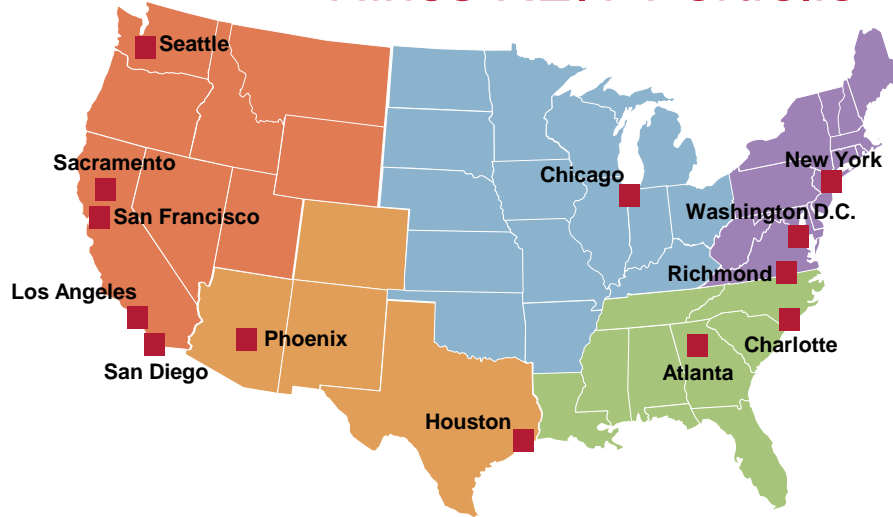 Seattle
Sacramento
San Francisco
Los Angeles
San Diego
Phoenix
Houston
Chicago
New York
Washington D.C.
Richmond
Charlotte
Atlanta